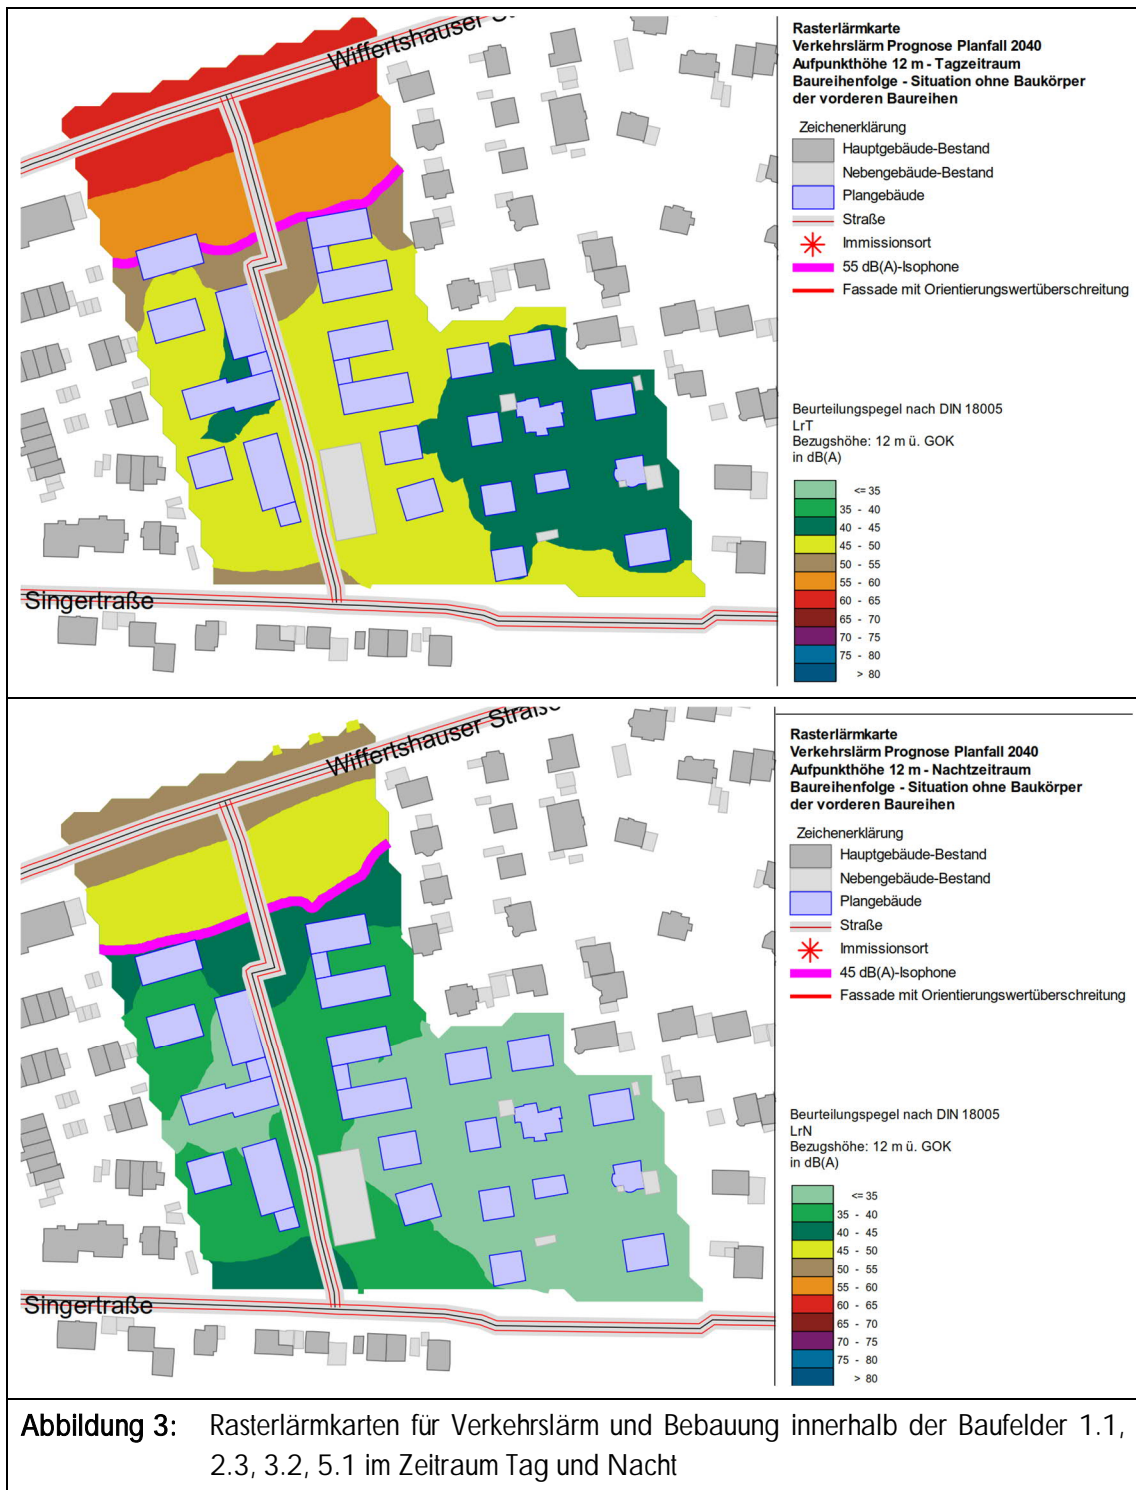 Wiffertshauser S
Singertraße
Rasterlärmkarte
Verkehrslärm Prognose Planfall 2040
Aufpunkthöhe 12 m - Tagzeitraum
Baureihenfolge - Situation ohne Baukörper
der vorderen Baureihen
Zeichenerklärung
Hauptgebäude-Bestand
Nebengebäude-Bestand
Plangebäude
Straße
Immissionsort
55 dB(A)-Isophone
Fassade mit Orientierungswertüberschreitung
Beurteilungspegel nach DIN 18005
LrT
Bezugshöhe: 12 m ü. GOK
in dB(A)
<= 35
35 - 40
40 - 45
45 - 50
50 - 55
55 - 60
60 - 65
65 - 70
70 - 75
75 - 80
> 80
Wiffertshauser Straße
Singertraße
Rasterlärmkarte
Verkehrslärm Prognose Planfall 2040
Aufpunkthöhe 12 m - Nachtzeitraum
Baureihenfolge - Situation ohne Baukörper
der vorderen Baureihen
Zeichenerklärung
Hauptgebäude-Bestand
Nebengebäude-Bestand
Plangebäude
Straße
Immissionsort
45 dB(A)-Isophone
Fassade mit Orientierungswertüberschreitung
Beurteilungspegel nach DIN 18005
LrN
Bezugshöhe: 12 m ü. GOK
in dB(A)
<= 35
35 - 40
40 - 45
45 - 50
50 - 55
55 - 60
60 - 65
65 - 70
70 - 75
75 - 80
> 80
Abbildung 3: Rasterlärmkarten für Verkehrslärm und Bebauung innerhalb der Baufelder 1.1,
2.3, 3.2, 5.1 im Zeitraum Tag und Nacht